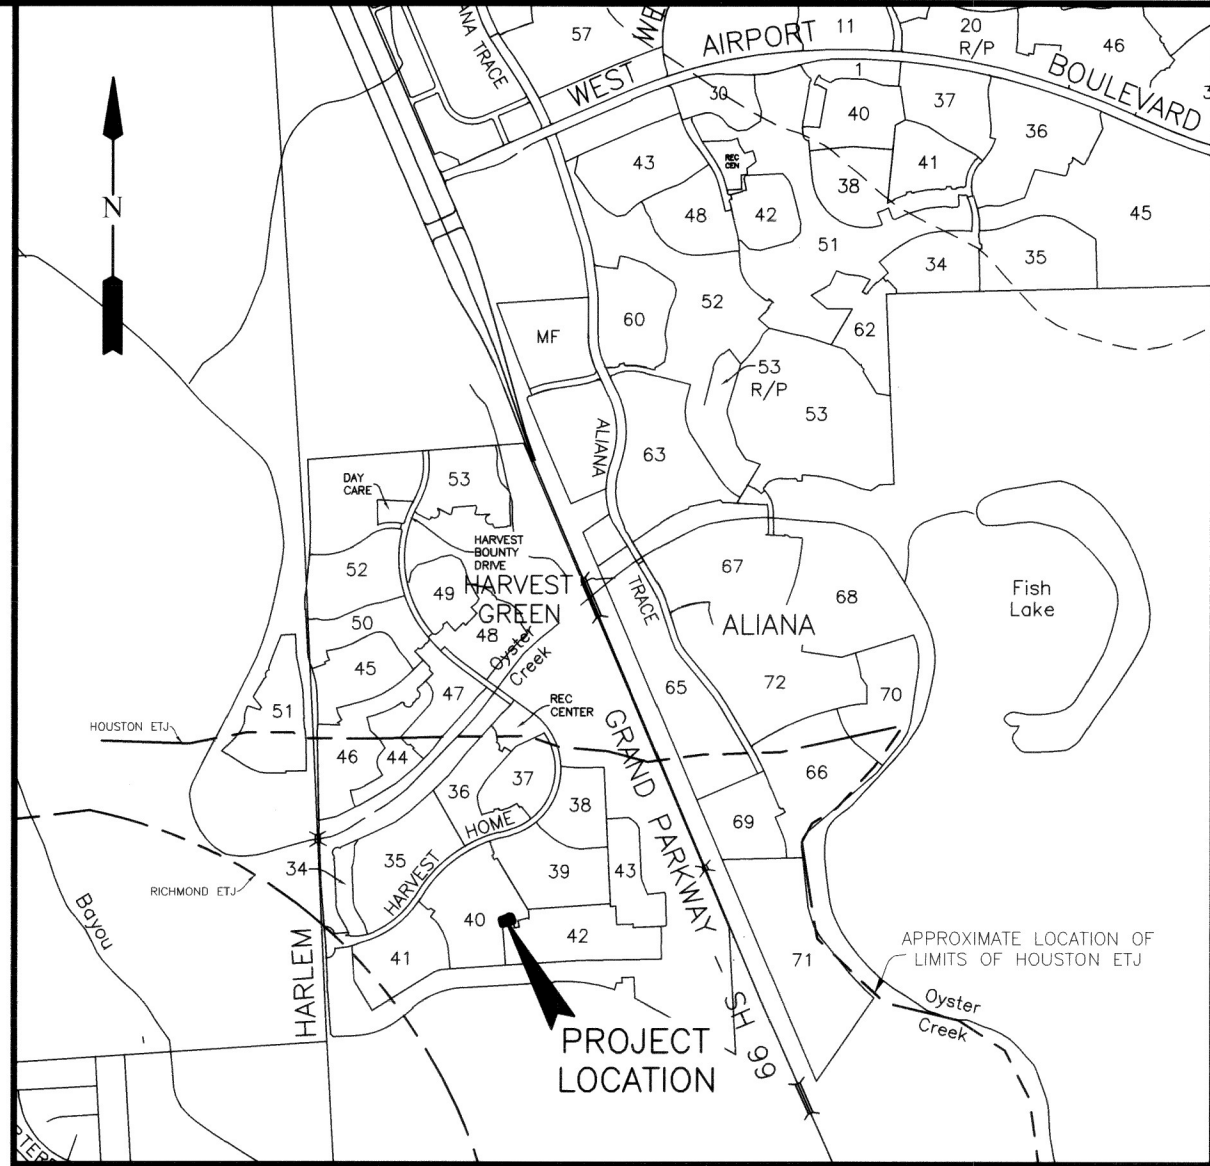 57
11
20
R/P
46
ANA TRACE
AIRPORT
WEST
BOULEVARD
1
30
40
37
36
43
REC
CEN
38
41
48
42
45
N
51
34
35
52
60
62
MF
53
R/P
53
ALIANA
63
DAY
CARE
53
HARVEST
BOUNTY
DRIVE
52
49
HARVEST
GREEN
TRACE
67
68
Fish
Lake
50
48
ALIANA
45
Oyster
Creek
47
65
72
70
51
REC
CENTER
HOUSTON ETJ
46
44
GRAND PARKWAY - SH 99
66
36
37
38
69
HARVEST HOME
34
35
39
43
RICHMOND ETJ
Bayou
40
42
41
71
APPROXIMATE LOCATION OF
LIMITS OF HOUSTON ETJ
HARLEM
Oyster
Creek
PROJECT
LOCATION